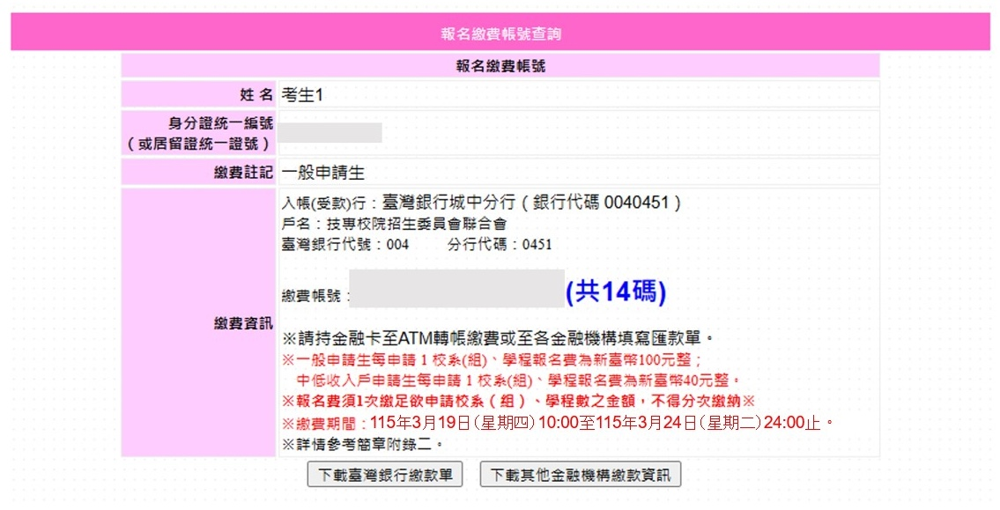 報名繳費帳號查詢
報名繳費帳號
姓 名 考生1
身分證統一編號
（或居留證統一證號）
繳費註記 一般申請生
繳費資訊
入帳(受款)行：臺灣銀行城中分行（銀行代碼 0040451）
戶名：技專校院招生委員會聯合會
臺灣銀行代號：004 分行代碼：0451
繳費帳號： (共14碼)
※請持金融卡至ATM轉帳繳費或至各金融機構填寫匯款單。
※一般申請生每申請 1 校系(組)、學程報名費為新臺幣100元整；
中低收入戶申請生每申請 1 校系(組)、學程報名費為新臺幣40元整。
※報名費須1次繳足欲申請校系（組）、學程數之金額，不得分次繳納※
※繳費期間：115年3月19日(星期四) 10:00至115年3月24日(星期二)24:00止。
※詳情參考簡章附錄二。
下載臺灣銀行繳款單 下載其他金融機構繳款資訊